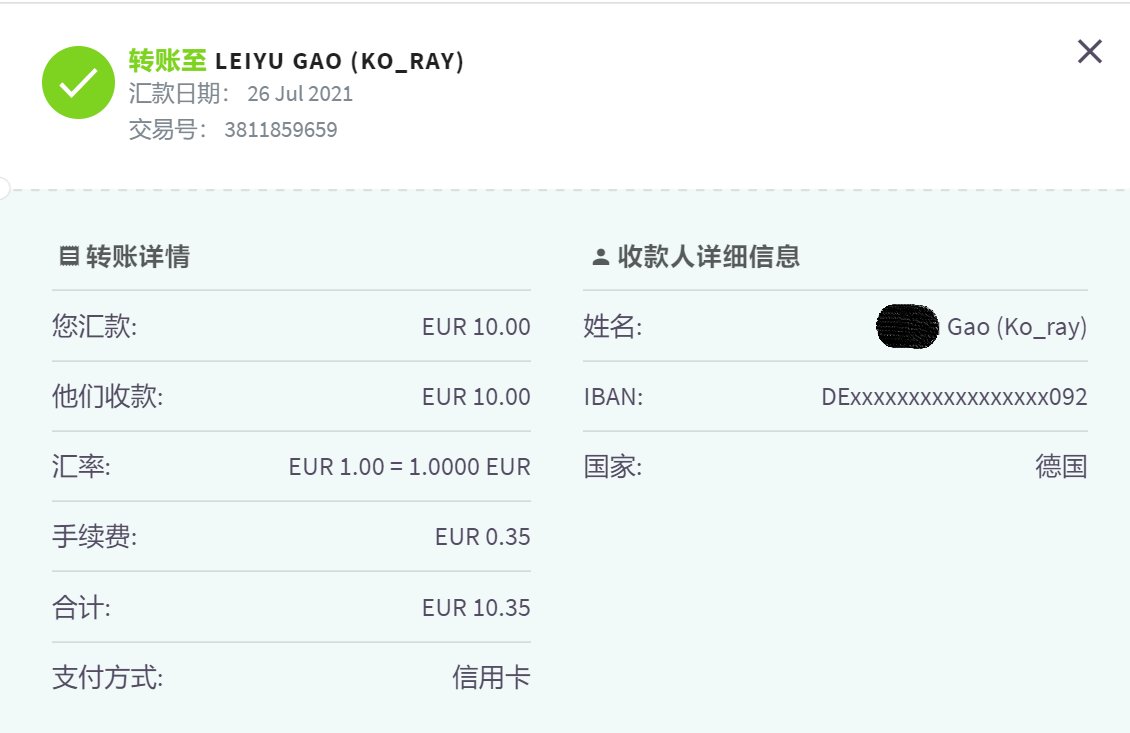 转账至 LEIYU GAO (KO_RAY)
汇款日期： 26 Jul 2021
交易号： 3811859659
转账详情
您汇款: EUR 10.00
他们收款: EUR 10.00
汇率: EUR 1.00 = 1.0000 EUR
手续费: EUR 0.35
合计: EUR 10.35
支付方式: 信用卡
收款人详细信息
姓名: Gao (Ko_ray)
IBAN: DExxxxxxxxxxxxxxxxx092
国家: 德国